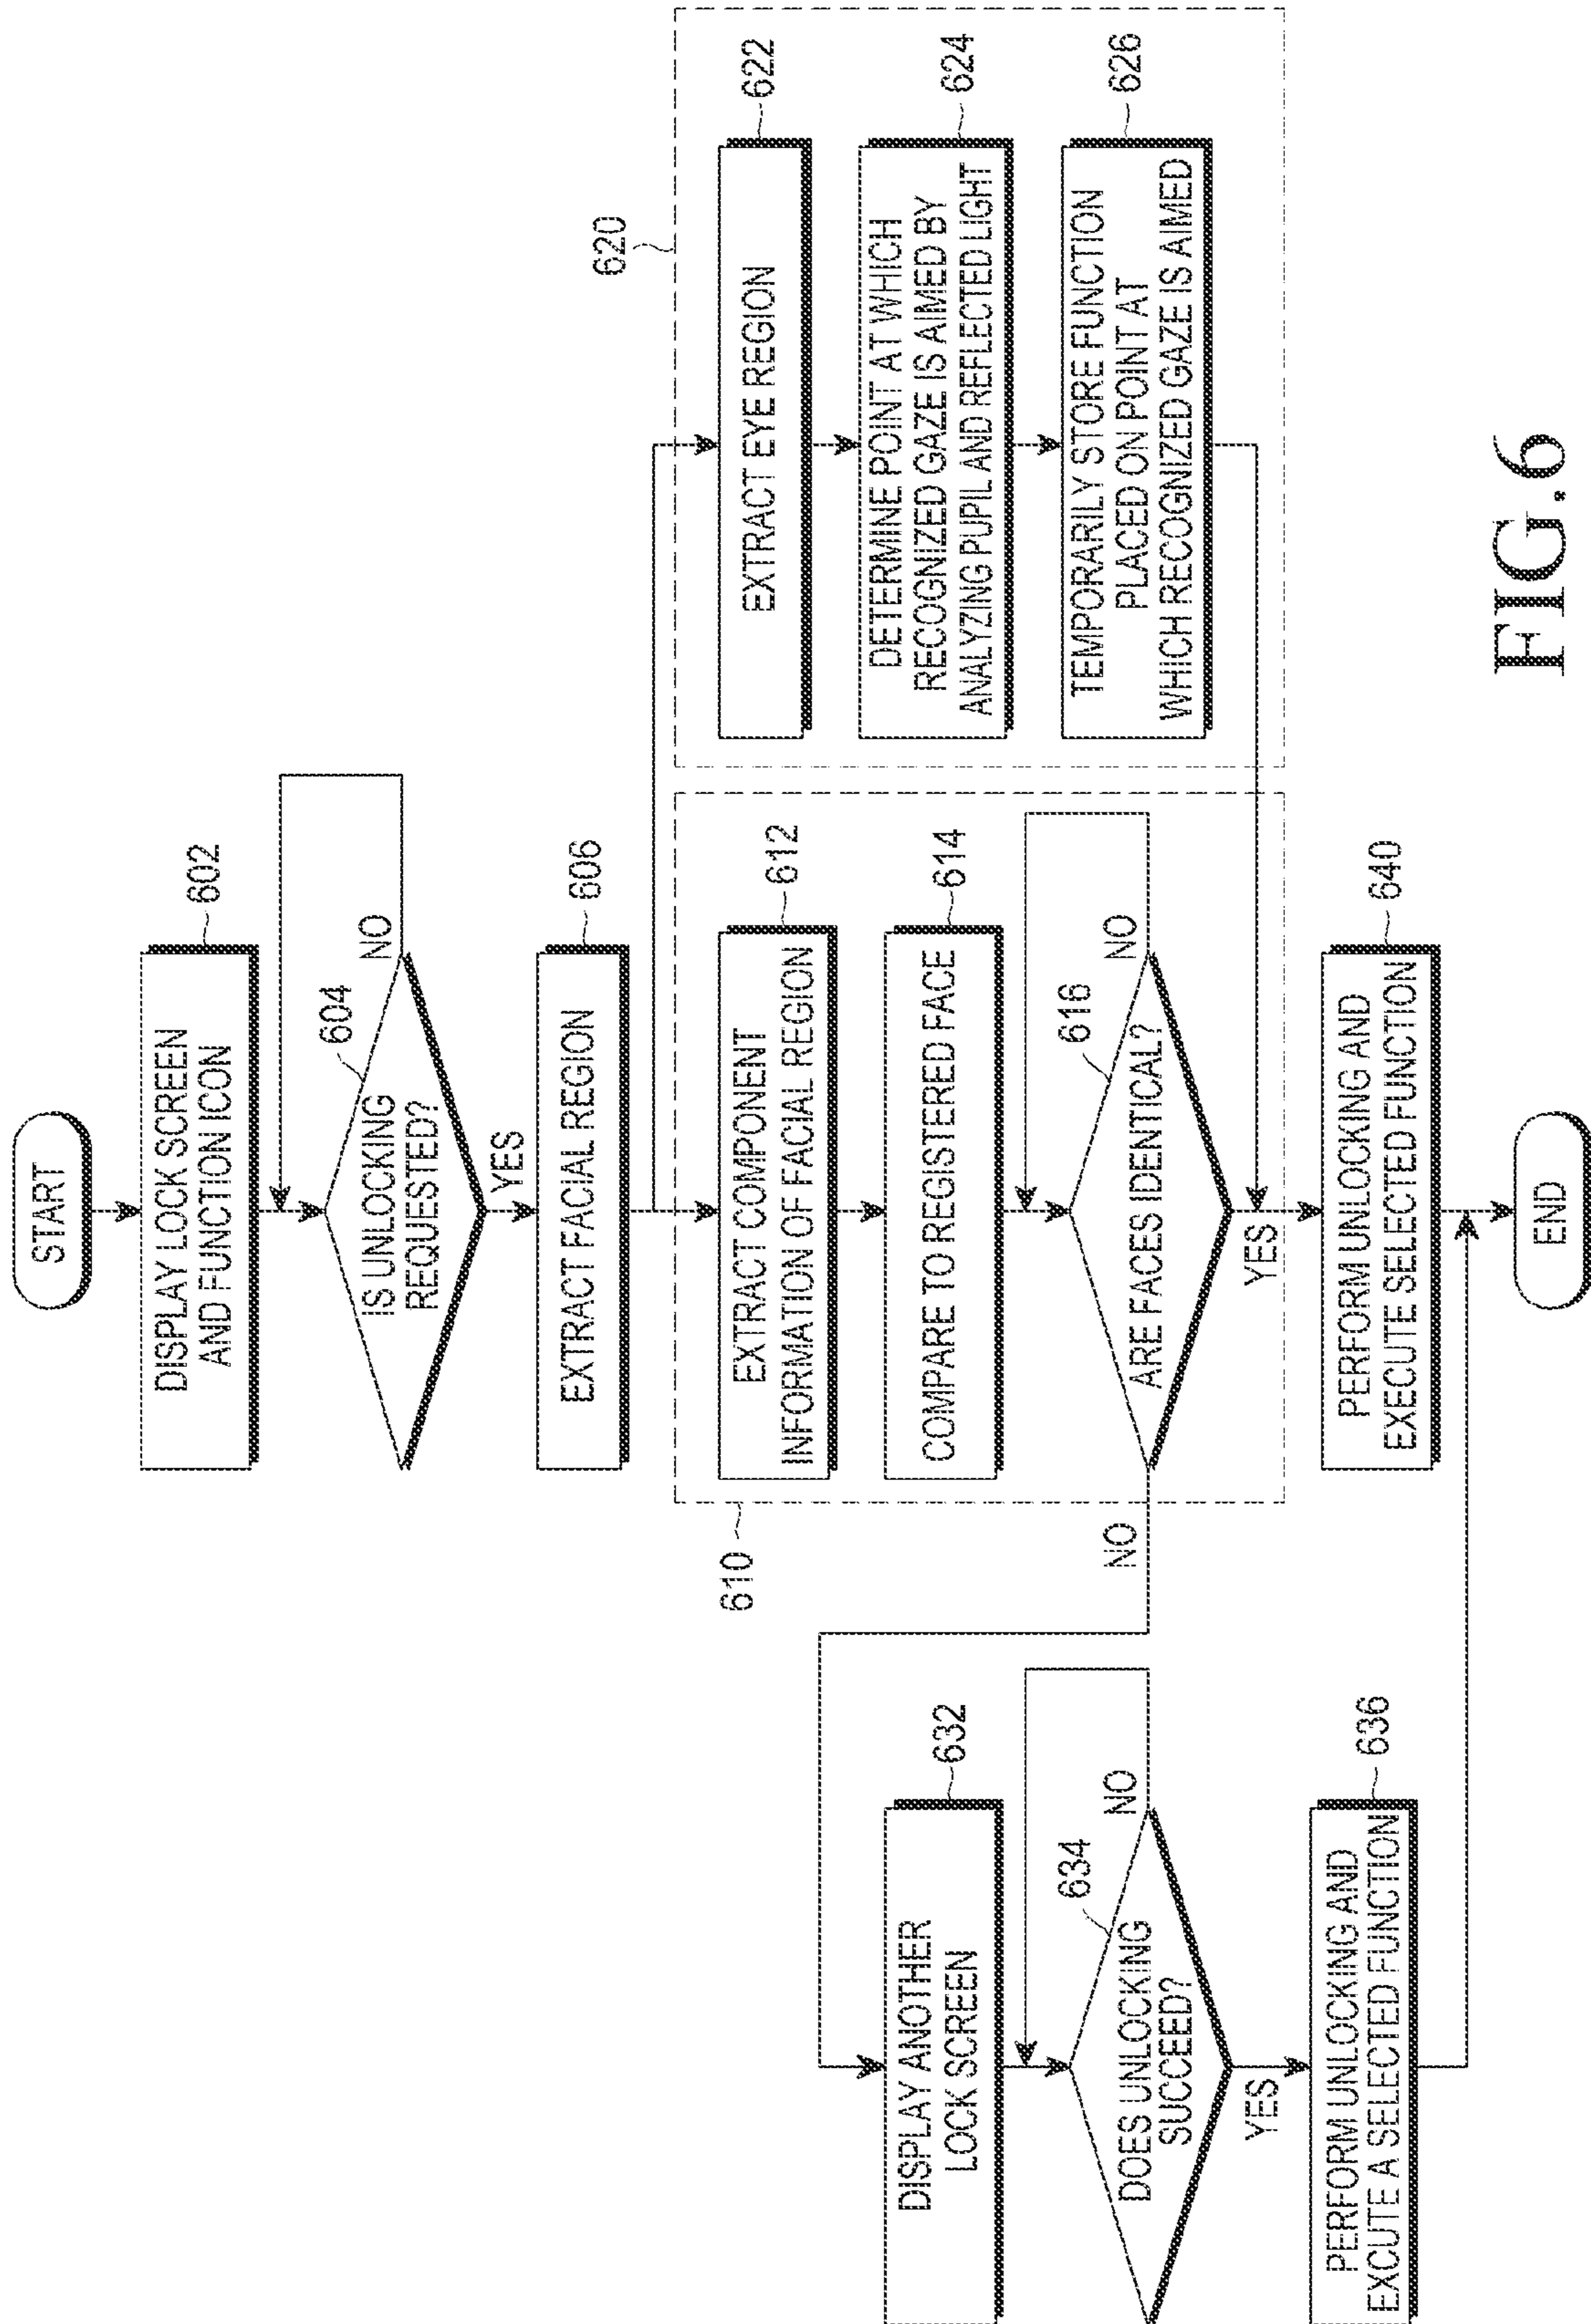 START
DISPLAY LOCK SCREEN
AND FUNCTION ICON
602
604
IS UNLOCKING
REQUESTED?
NO
YES
EXTRACT FACIAL REGION
606
610
EXTRACT COMPONENT
INFORMATION OF FACIAL REGION
612
COMPARE TO REGISTERED FACE
614
616
ARE FACES IDENTICAL?
NO
NO
YES
620
EXTRACT EYE REGION
622
DETERMINE POINT AT WHICH
RECOGNIZED GAZE IS AIMED BY
ANALYZING PUPIL AND REFLECTED LIGHT
624
TEMPORARILY STORE FUNCTION
PLACED ON POINT AT
WHICH RECOGNIZED GAZE IS AIMED
626
DISPLAY ANOTHER
LOCK SCREEN
632
634
DOES UNLOCKING
SUCCEED?
NO
YES
PERFORM UNLOCKING AND
EXCUTE A SELECTED FUNCTION
636
PERFORM UNLOCKING AND
EXECUTE SELECTED FUNCTION
640
END
FIG.6